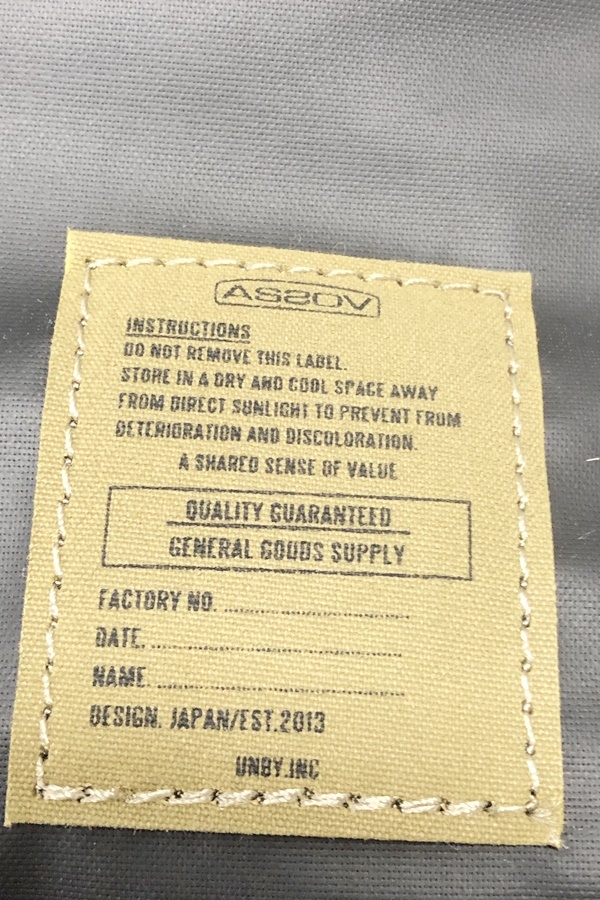 AS2OV
INSTRUCTIONS
DO NOT REMOVE THIS LABEL.
STORE IN A DRY AND COOL SPACE AWAY
FROM DIRECT SUNLIGHT TO PREVENT FROM
DETERIORATION AND DISCOLORATION.
A SHARED SENSE OF VALUE
QUALITY GUARANTEED
GENERAL GOODS SUPPLY
FACTORY NO.
DATE.
NAME.
DESIGN. JAPAN/EST.2013
UNBY.INC